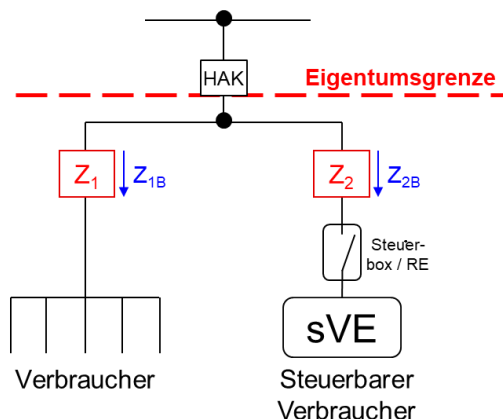 HAK
Eigentumsgrenze
Z1 Z1B Z2 Z2B
Steuer-
box / RE
sVE
Verbraucher Steuerbarer
Verbraucher